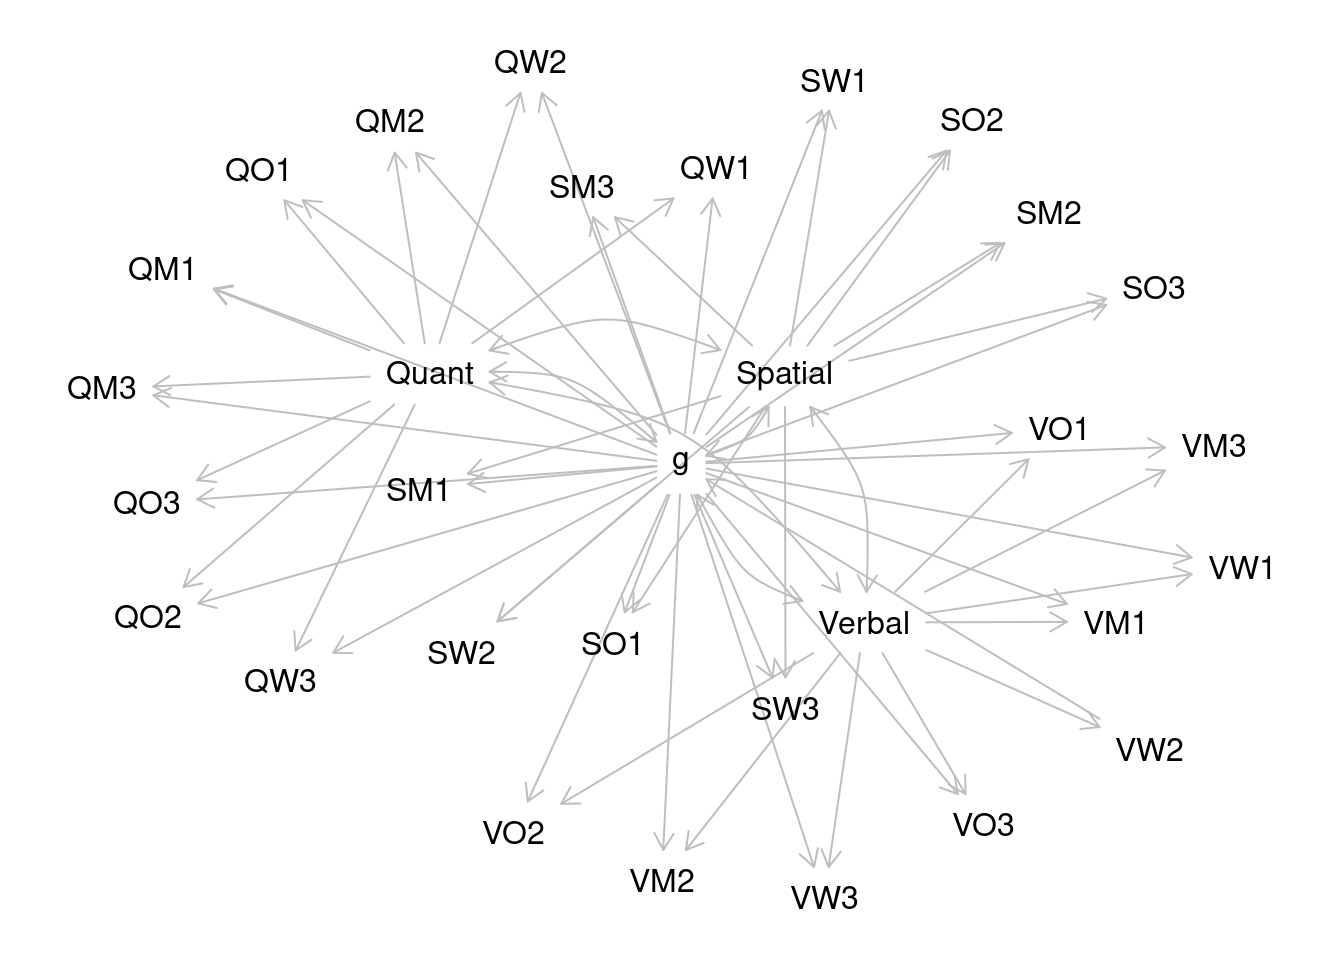 QW2
SW1
QM2
SO2
QO1
QW1
SM3
SM2
QM1
SO3
Quant
Spatial
QM3
VO1
VM3
g
SM1
QO3
VW1
QO2
VM1
Verbal
SO1
SW2
QW3
SW3
VW2
VO3
VO2
VM2
VW3